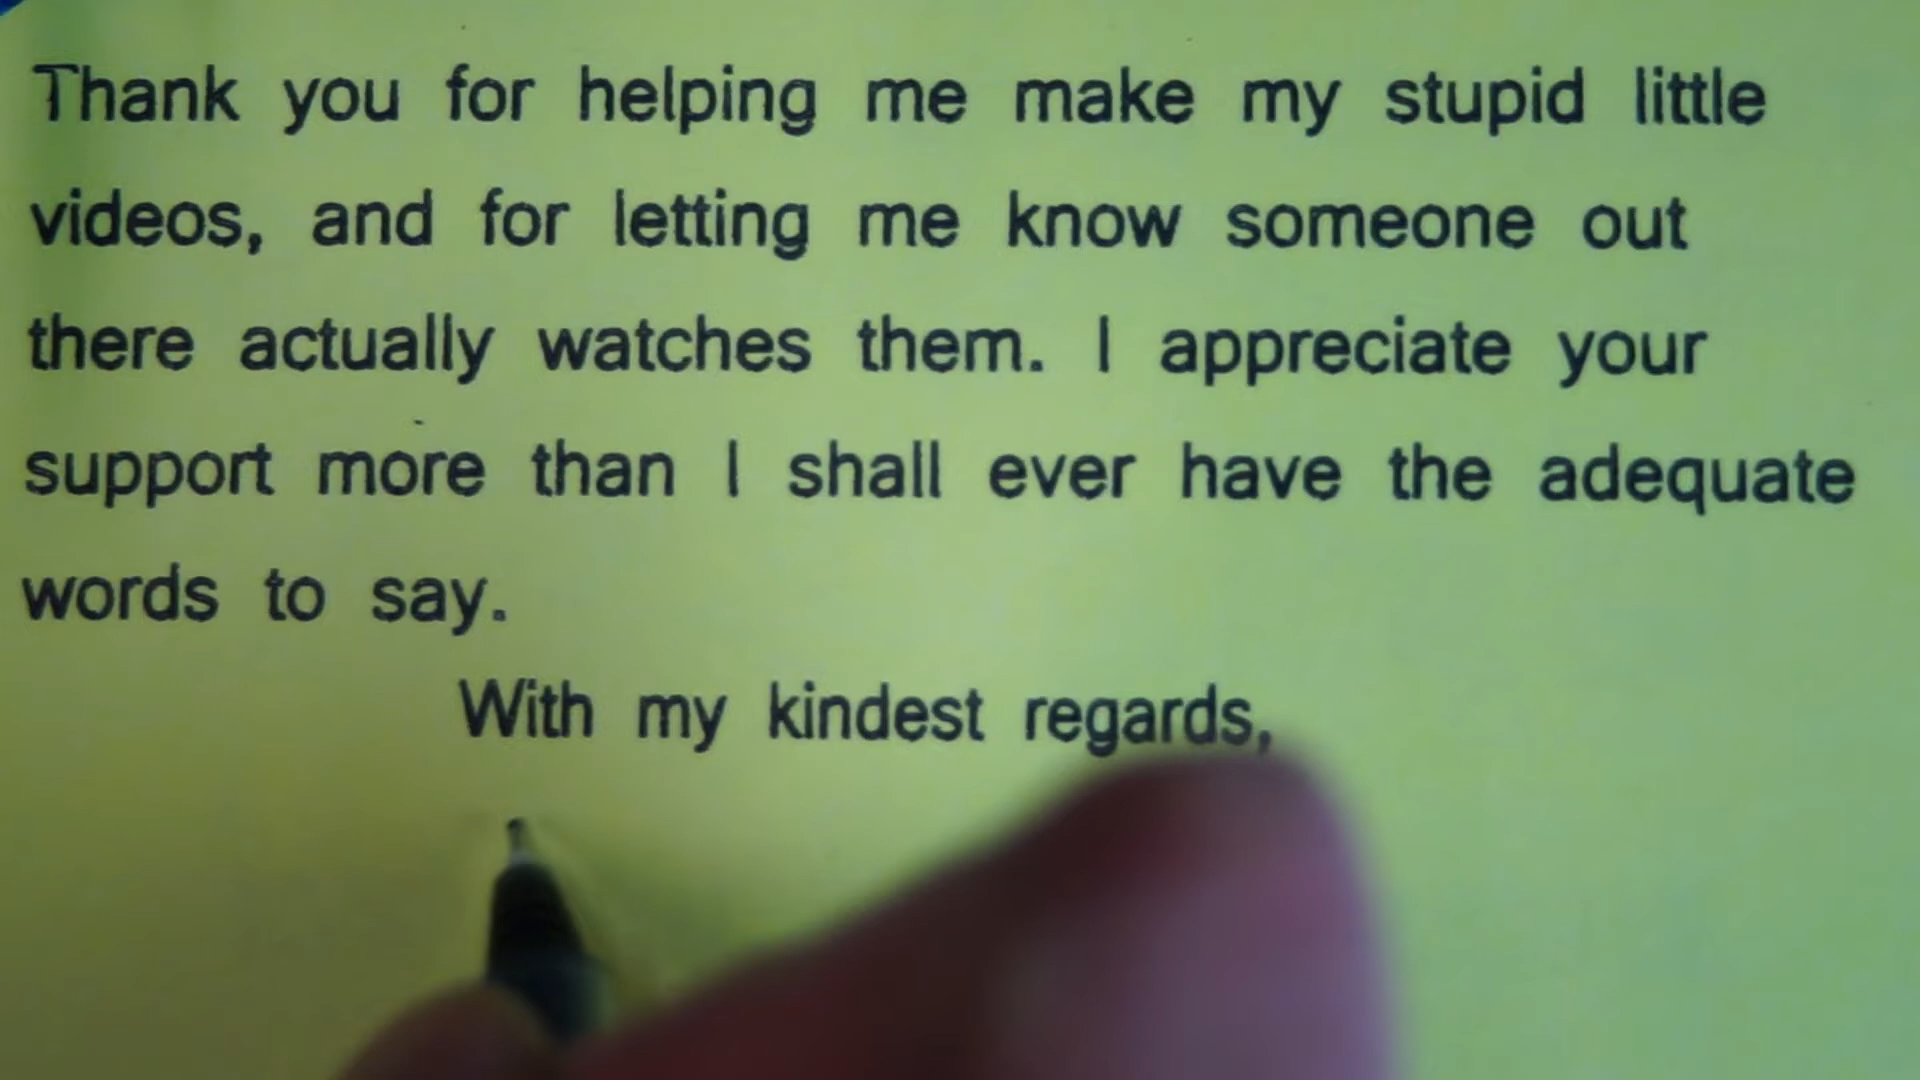 Thank you for helping me make my stupid little
videos, and for letting me know someone out
there actually watches them. I appreciate your
support more than I shall ever have the adequate
words to say.
With my kindest regards,